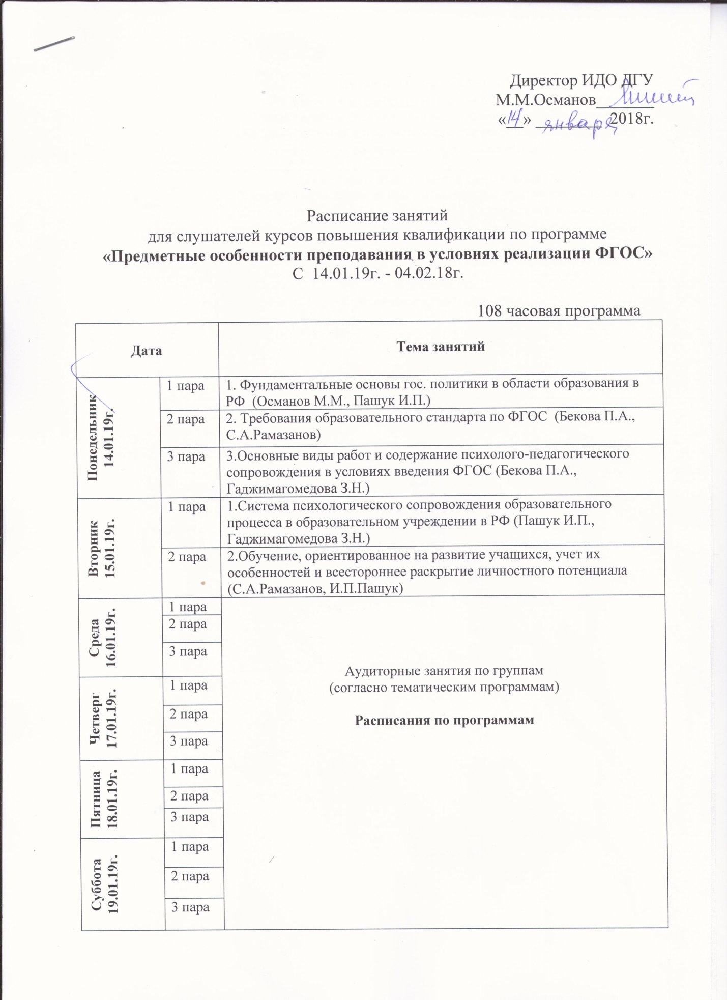 Директор ИДО ДГУ
М.М.Османов_______
«14» января 2018г.
Расписание занятий
для слушателей курсов повышения квалификации по программе
«Предметные особенности преподавания в условиях реализации ФГОС»
С 14.01.19г. - 04.02.18г.
108 часовая программа
Дата
Тема занятий
Понедельник
14.01.19г.
1 пара
1. Фундаментальные основы гос. политики в области образования в
РФ (Османов М.М., Пашук И.П.)
2 пара
2. Требования образовательного стандарта по ФГОС (Бекова П.А.,
С.А.Рамазанов)
3 пара
3.Основные виды работ и содержание психолого-педагогического
сопровождения в условиях введения ФГОС (Бекова П.А.,
Гаджимагомедова З.Н.)
Вторник
15.01.19г.
1 пара
1.Система психологического сопровождения образовательного
процесса в образовательном учреждении в РФ (Пашук И.П.,
Гаджимагомедова З.Н.)
2 пара
2.Обучение, ориентированное на развитие учащихся, учет их
особенностей и всестороннее раскрытие личностного потенциала
(С.А.Рамазанов, И.П.Пашук)
Среда
16.01.19г.
1 пара
2 пара
3 пара
Аудиторные занятия по группам
(согласно тематическим программам)
Расписания по программам
Четверг
17.01.19г.
1 пара
2 пара
3 пара
Пятница
18.01.19г.
1 пара
2 пара
3 пара
Суббота
19.01.19г.
1 пара
2 пара
3 пара